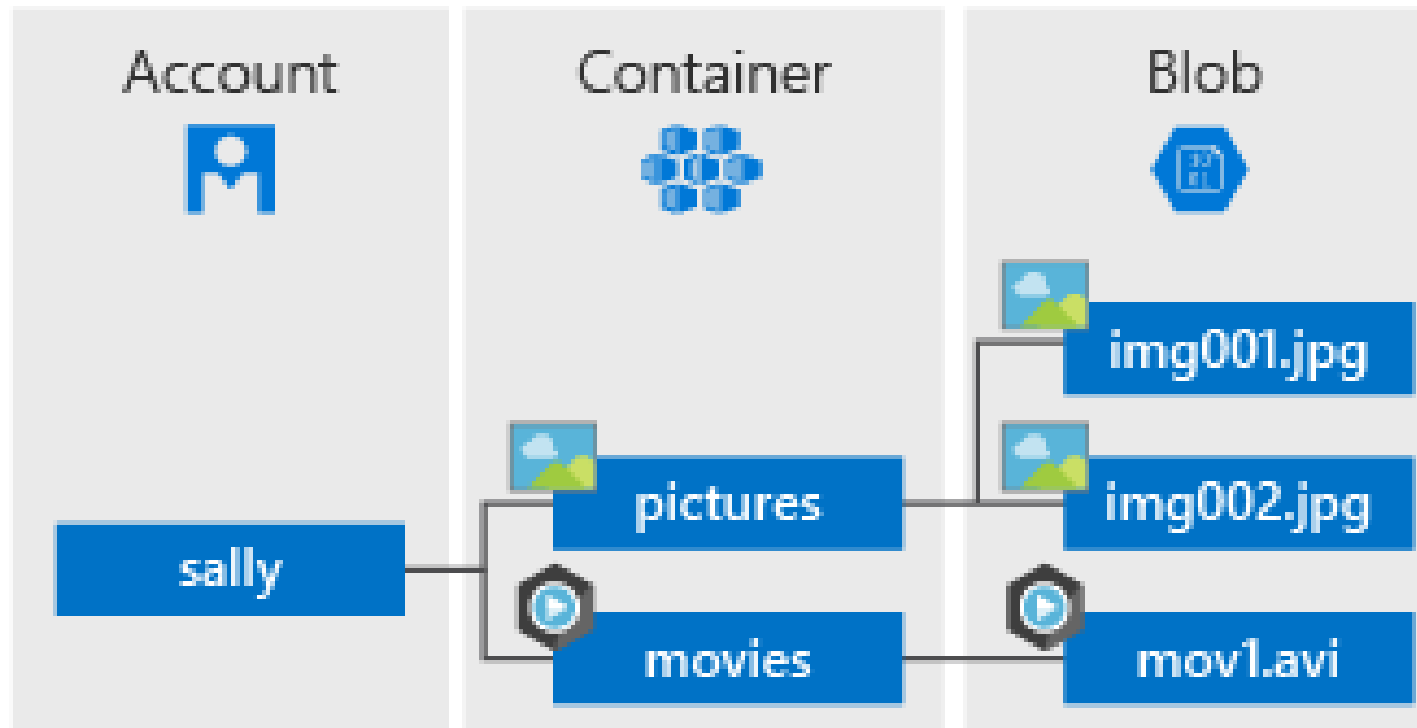 Account
Container
Blob
img001.jpg
pictures
img002.jpg
sally
movies
mov1.avi